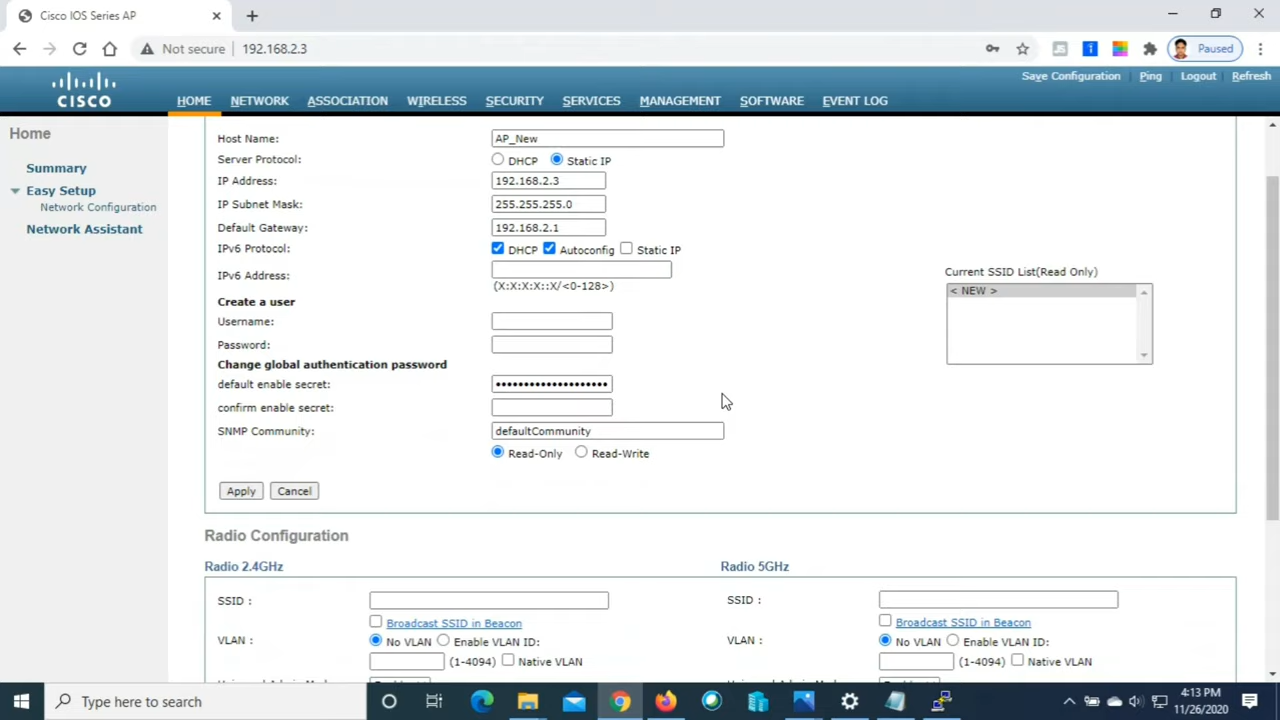 Cisco IOS Series AP
Not secure
192.168.2.3
JS
Paused
CISCO
Save Configuration
Ping
Logout
Refresh
HOME
NETWORK
ASSOCIATION
WIRELESS
SECURITY
SERVICES
MANAGEMENT
SOFTWARE
EVENT LOG
Home
Summary
Easy Setup
Network Configuration
Network Assistant
Host Name: AP_New
Server Protocol: DHCP Static IP
IP Address: 192.168.2.3
IP Subnet Mask: 255.255.255.0
Default Gateway: 192.168.2.1
IPv6 Protocol: DHCP Autoconfig Static IP
IPv6 Address:
(X:X:X:X::X/<0-128>)
Current SSID List(Read Only)
< NEW >
Create a user
Username:
Password:
Change global authentication password
default enable secret: ••••••••••••••••••••
confirm enable secret:
SNMP Community: defaultCommunity
Read-Only Read-Write
Apply Cancel
Radio Configuration
Radio 2.4GHz
SSID :
Broadcast SSID in Beacon
VLAN : No VLAN Enable VLAN ID:
(1-4094) Native VLAN
Radio 5GHz
SSID :
Broadcast SSID in Beacon
VLAN : No VLAN Enable VLAN ID:
(1-4094) Native VLAN
Type here to search
4:13 PM
11/26/2020